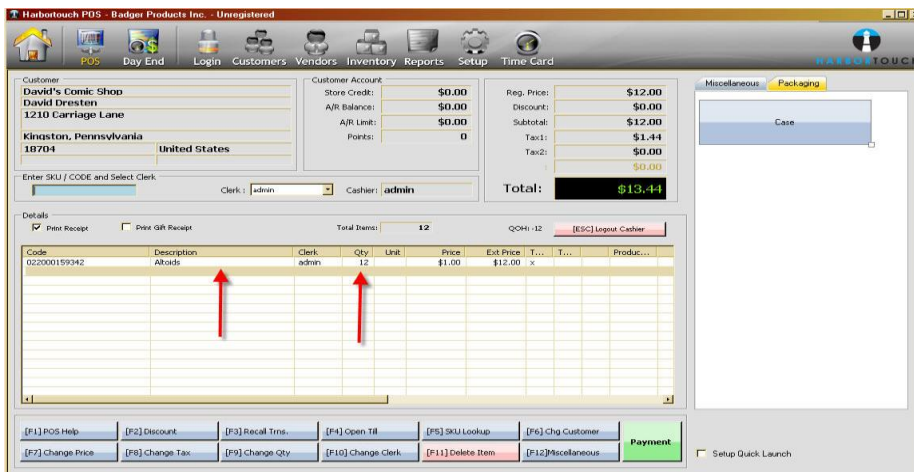 Harbortouch POS - Badger Products Inc. - Unregistered
POS Day End Login Customers Vendors Inventory Reports Setup Time Card
HARBORTOUCH
Customer
David's Comic Shop
David Dresten
1210 Carriage Lane
Kingston, Pennsylvania
18704 United States
Customer Account
Store Credit: $0.00
A/R Balance: $0.00
A/R Limit: $0.00
Points: 0
Reg. Price: $12.00
Discount: $0.00
Subtotal: $12.00
Tax1: $1.44
Tax2: $0.00
: $0.00
Total: $13.44
Miscellaneous Packaging
Case
Enter SKU / CODE and Select Clerk
Clerk : admin Cashier: admin
Details
Print Receipt Print Gift Receipt Total Items: 12 QOH: -12 [ESC] Logout Cashier
Code Description Clerk Qty Unit Price Ext Price T... T... Produc...
022000159342 Altoids admin 12 $1.00 $12.00 x
[F1] POS Help [F2] Discount [F3] Recall Trns. [F4] Open Till [F5] SKU Lookup [F6] Chg Customer
Payment
[F7] Change Price [F8] Change Tax [F9] Change Qty [F10] Change Clerk [F11] Delete Item [F12]Miscellaneous
Setup Quick Launch